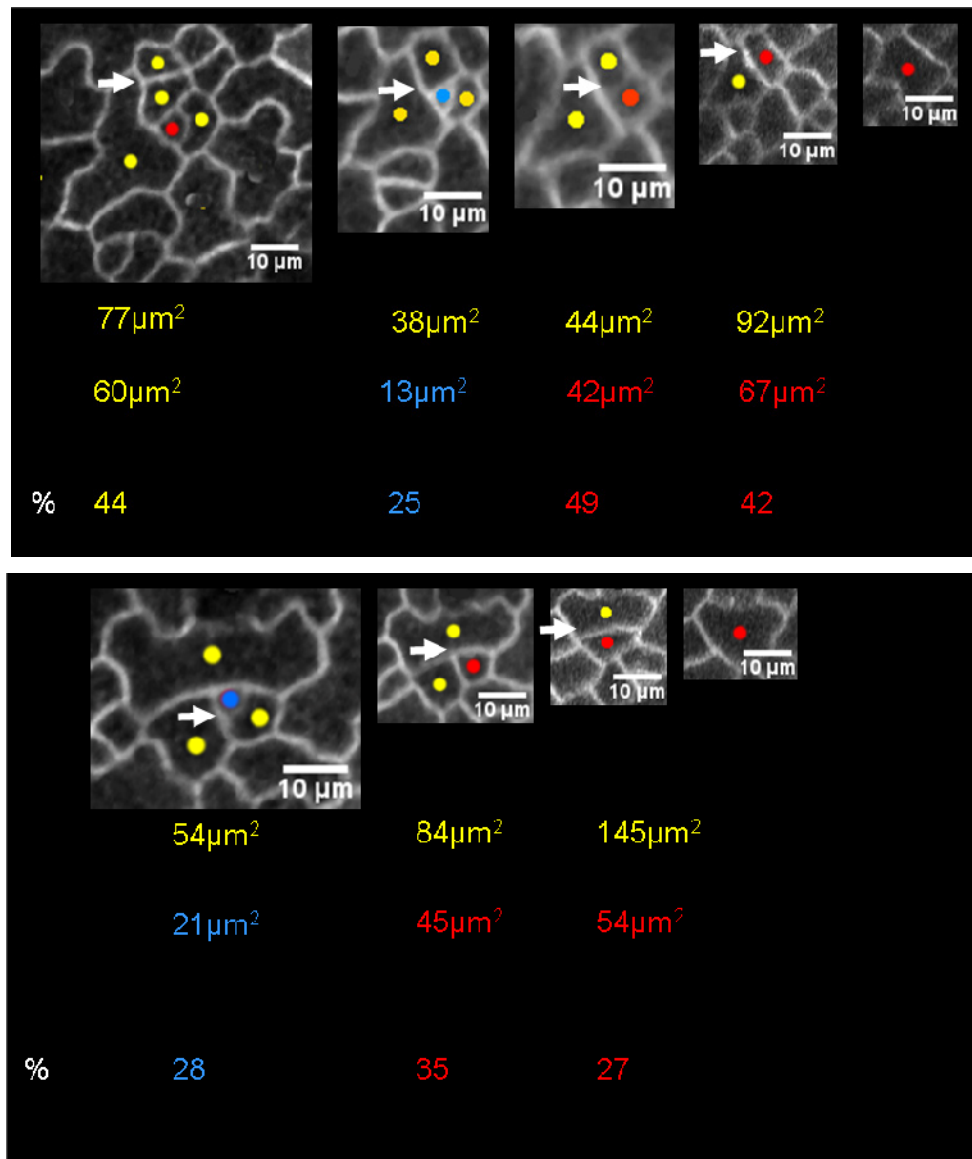 10 µm 10 µm 10 µm 10 µm 10 µm
77µm² 38µm² 44µm² 92µm²
60µm² 13µm² 42µm² 67µm²
% 44 25 49 42
10 µm 10 µm 10 µm 10 µm
54µm² 84µm² 145µm²
21µm² 45µm² 54µm²
% 28 35 27